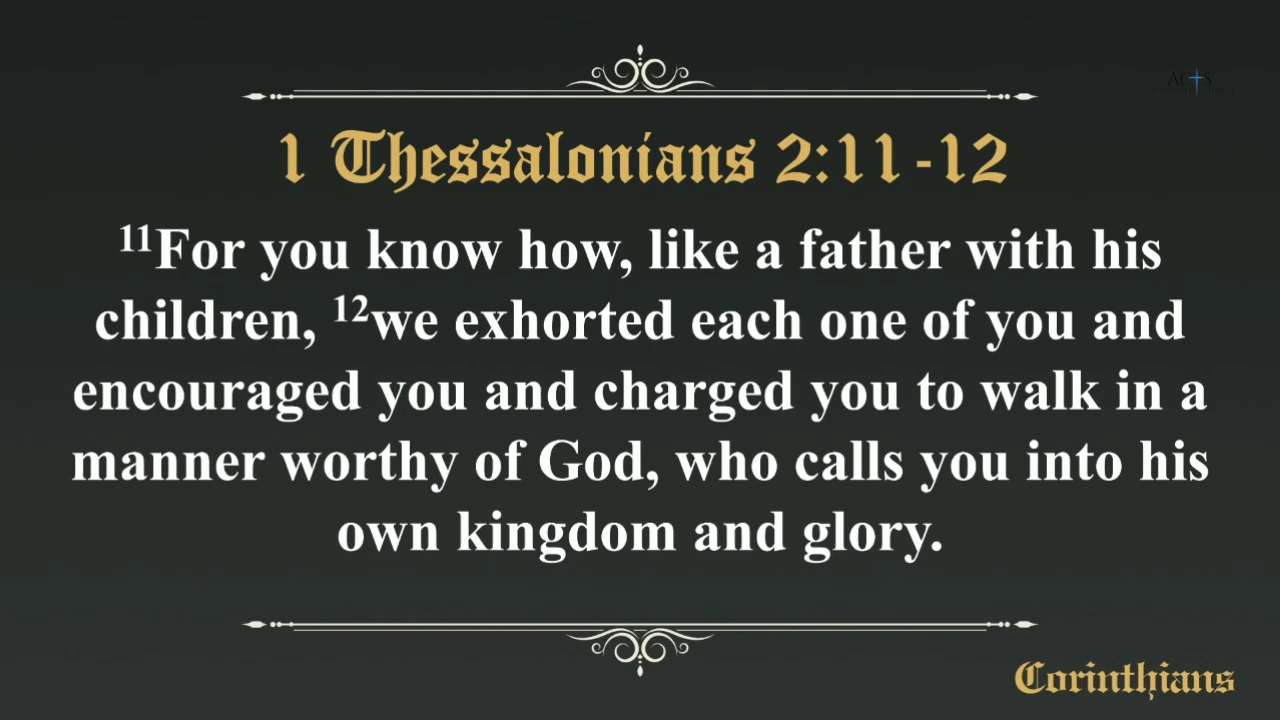 ACTS
1 Thessalonians 2:11-12
¹¹For you know how, like a father with his
children, ¹²we exhorted each one of you and
encouraged you and charged you to walk in a
manner worthy of God, who calls you into his
own kingdom and glory.
Corinthians